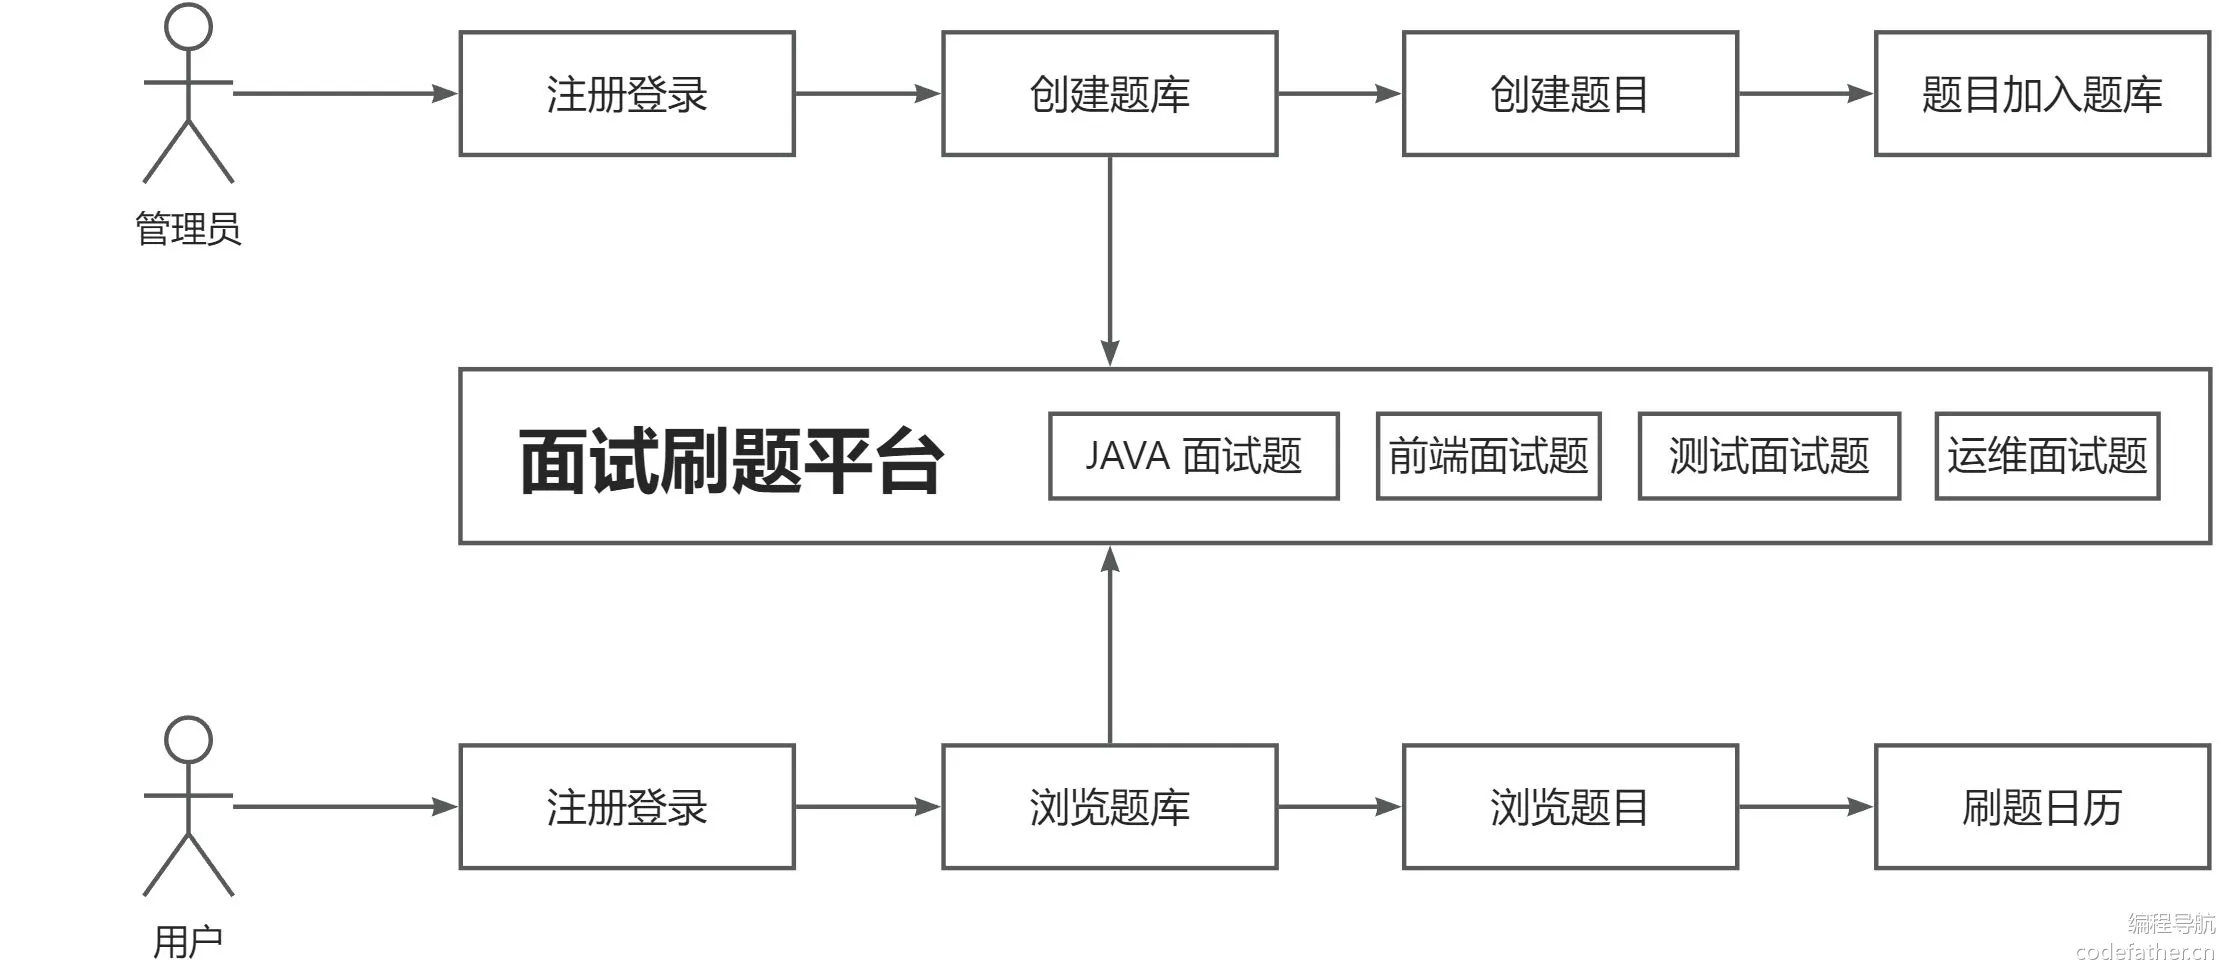 注册登录
创建题库
创建题目
题目加入题库
管理员
面试刷题平台
JAVA 面试题
前端面试题
测试面试题
运维面试题
注册登录
浏览题库
浏览题目
刷题日历
用户
编程导航
codefather.cn